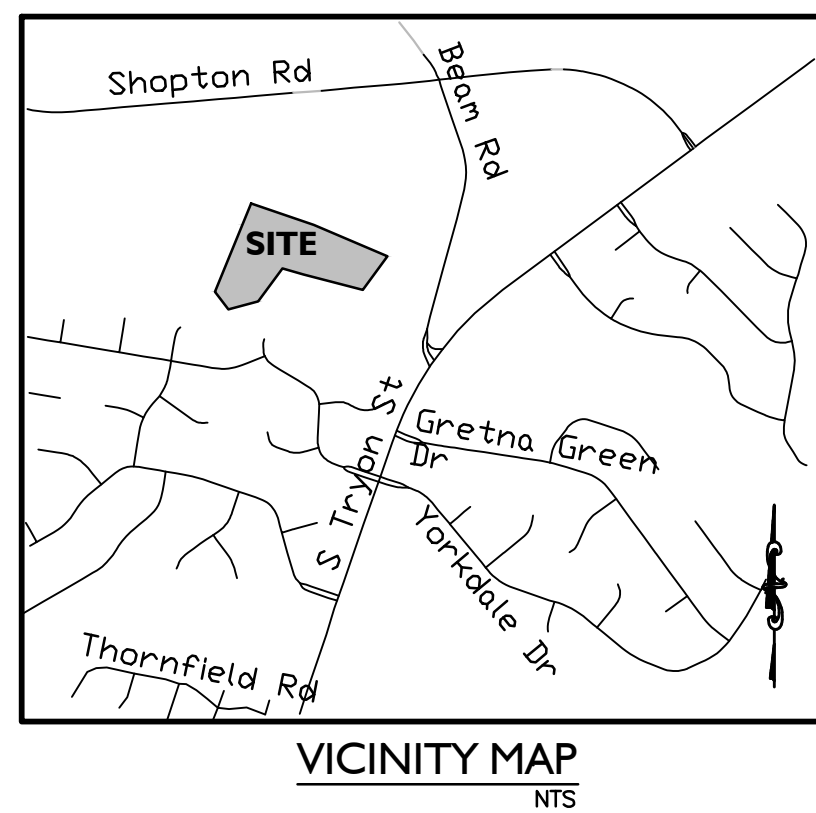 Shopton Rd
Beam Rd
SITE
S Tryon St
Gretna Green
Dr
Yorkdale Dr
Thornfield Rd
VICINITY MAP
NTS